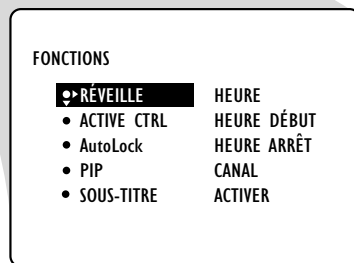 FONCTIONS
RÉVEILLE HEURE
• ACTIVE CTRL HEURE DÉBUT
• AutoLock HEURE ARRÊT
• PIP CANAL
• SOUS-TITRE ACTIVER